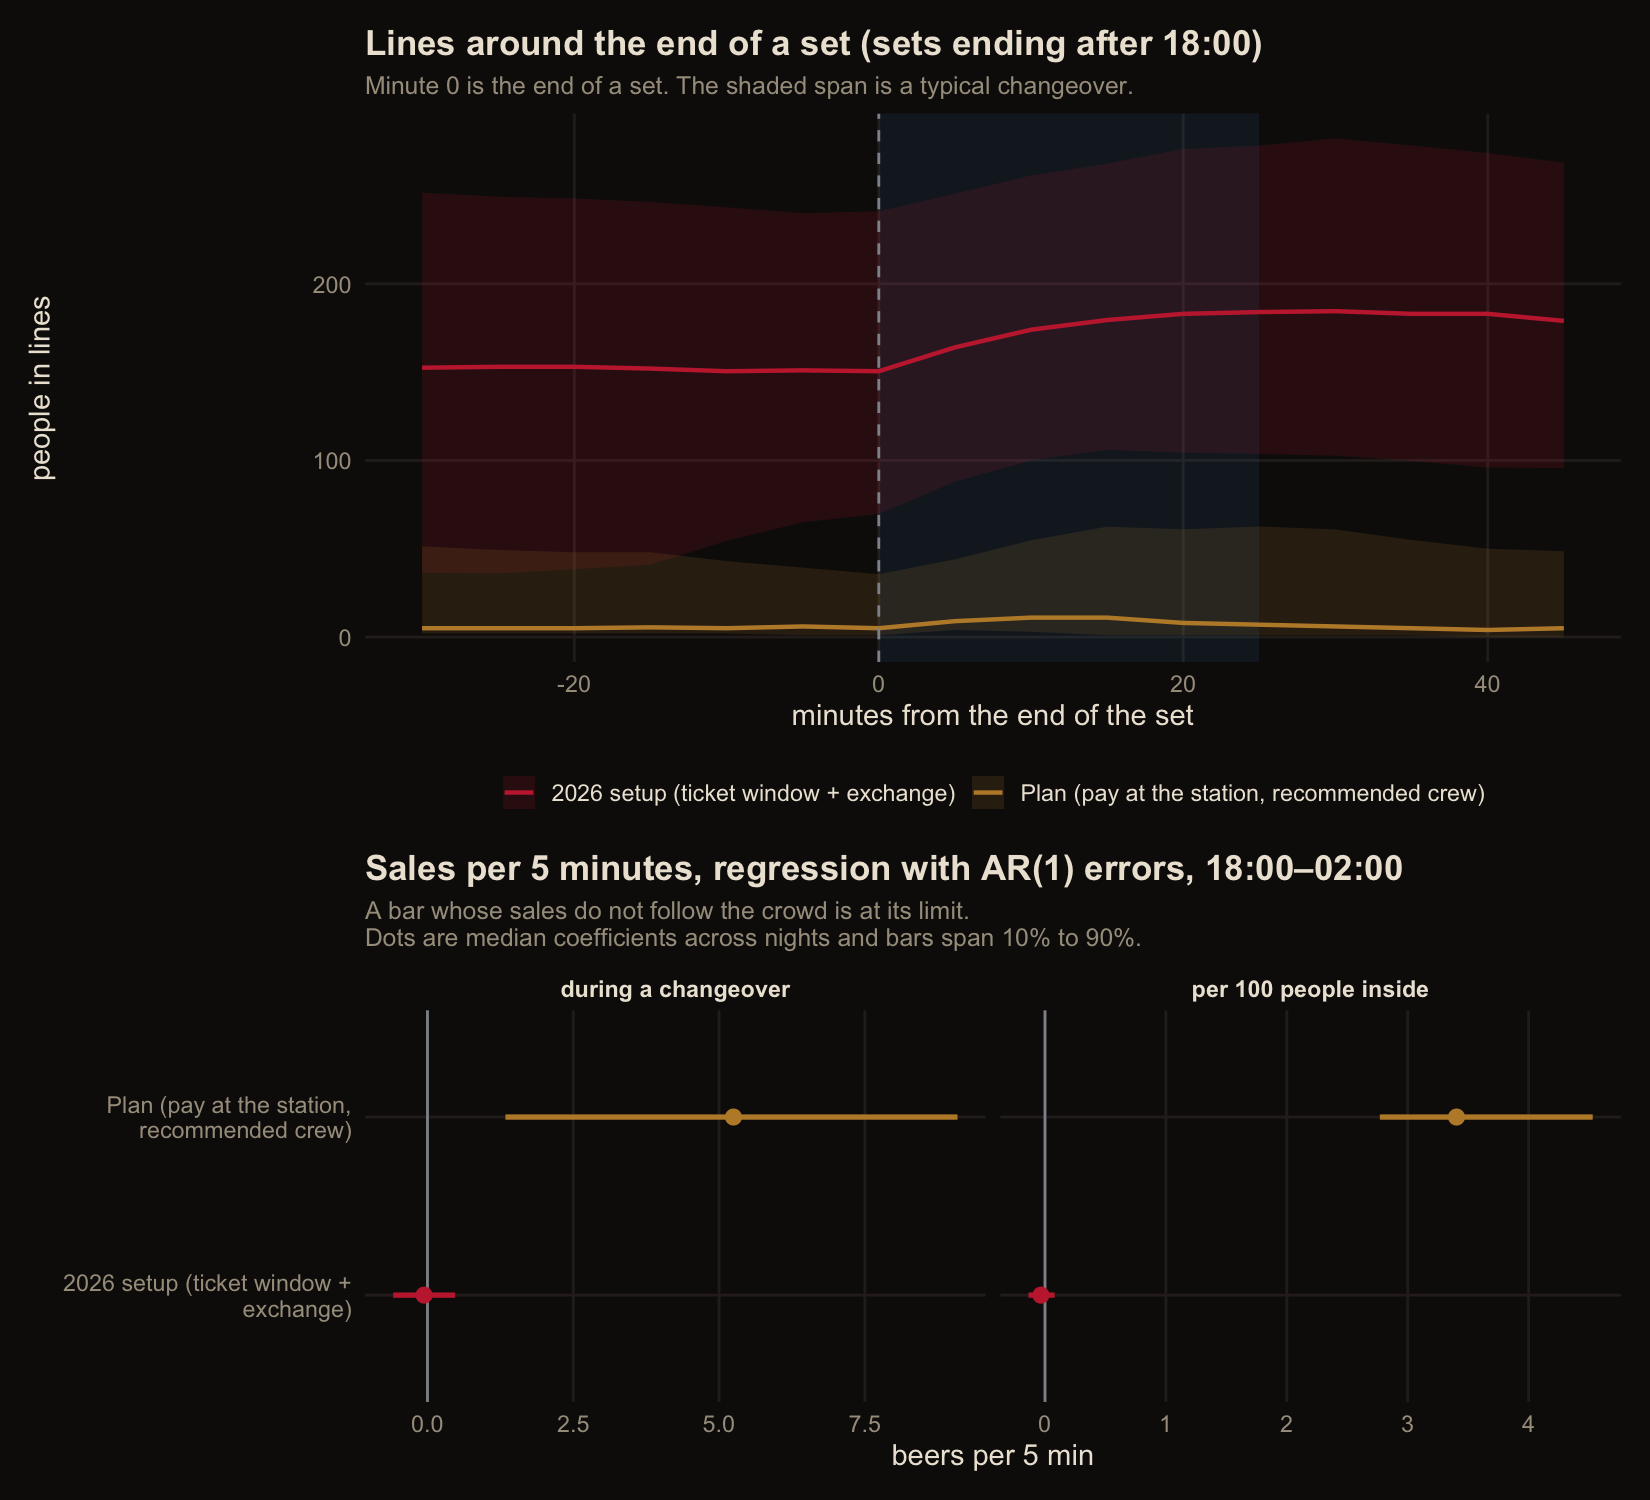 Lines around the end of a set (sets ending after 18:00)
Minute 0 is the end of a set. The shaded span is a typical changeover.
people in lines
200
100
0
-20
0
20
40
minutes from the end of the set
2026 setup (ticket window + exchange)
Plan (pay at the station, recommended crew)
Sales per 5 minutes, regression with AR(1) errors, 18:00–02:00
A bar whose sales do not follow the crowd is at its limit.
Dots are median coefficients across nights and bars span 10% to 90%.
during a changeover
per 100 people inside
Plan (pay at the station,
recommended crew)
2026 setup (ticket window +
exchange)
0.0
2.5
5.0
7.5
0
1
2
3
4
beers per 5 min